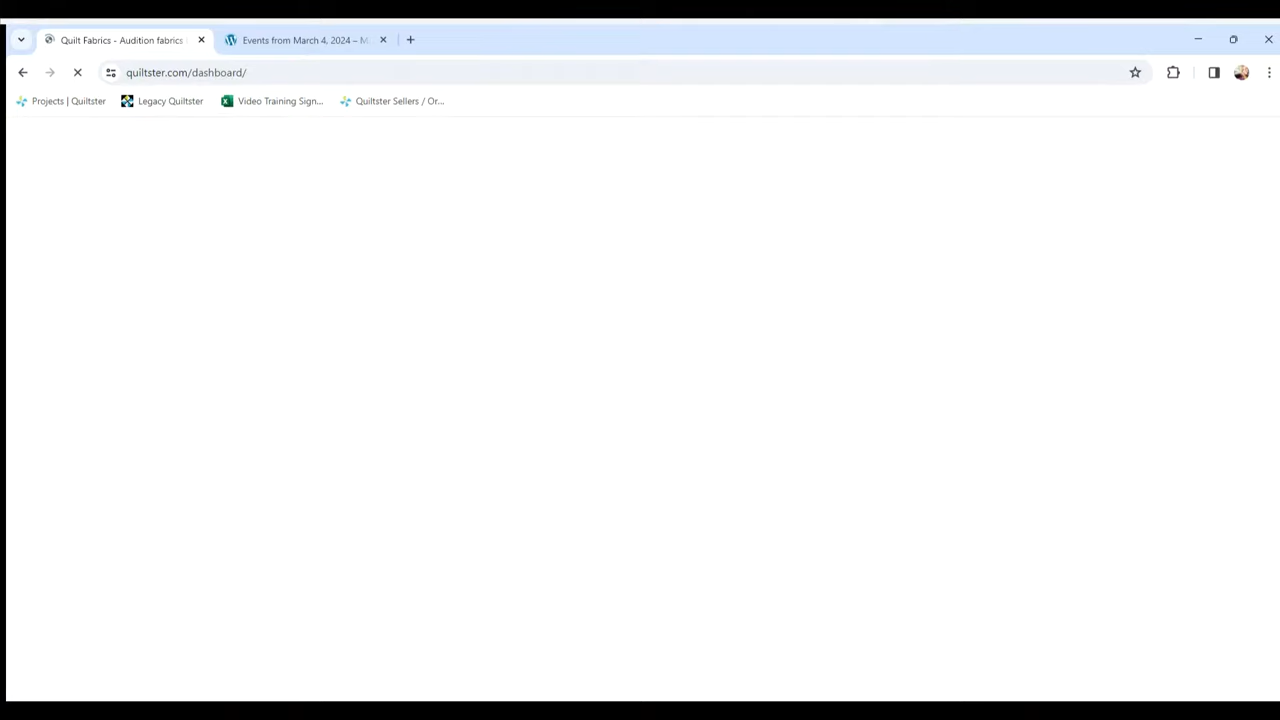 Quilt Fabrics - Audition fabrics
Events from March 4, 2024 – M
quiltster.com/dashboard/
Projects | Quiltster
Legacy Quiltster
Video Training Sign...
Quiltster Sellers / Or...